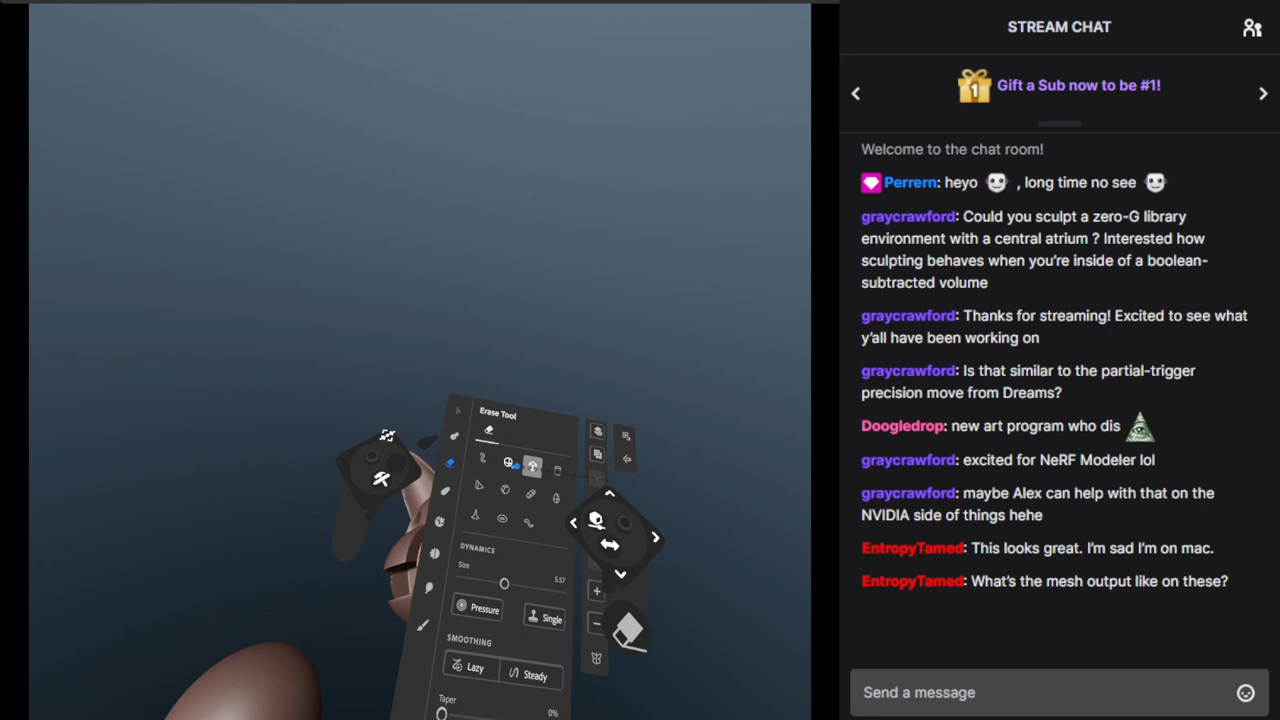 STREAM CHAT
1
Gift a Sub now to be #1!
Welcome to the chat room!
Perrern: heyo , long time no see
graycrawford: Could you sculpt a zero-G library
environment with a central atrium ? Interested how
sculpting behaves when you're inside of a boolean-
subtracted volume
graycrawford: Thanks for streaming! Excited to see what
y'all have been working on
graycrawford: Is that similar to the partial-trigger
precision move from Dreams?
Doogledrop: new art program who dis
graycrawford: excited for NeRF Modeler lol
graycrawford: maybe Alex can help with that on the
NVIDIA side of things hehe
EntropyTamed: This looks great. I'm sad I'm on mac.
EntropyTamed: What's the mesh output like on these?
Send a message
Erase Tool
DYNAMICS
Size 5.57
Pressure Single
SMOOTHING
Lazy Steady
Taper 0%